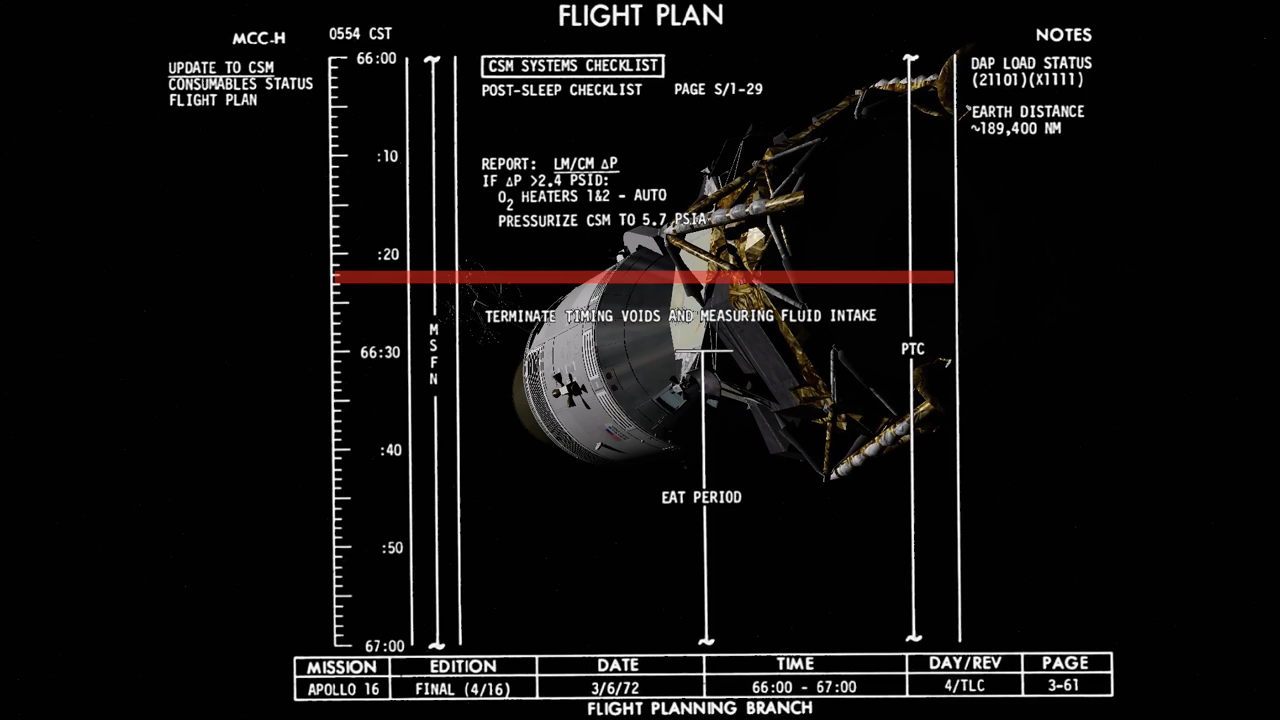 FLIGHT PLAN
MCC-H
0554 CST
NOTES
UPDATE TO CSM
CONSUMABLES STATUS
FLIGHT PLAN
66:00
:10
:20
66:30
:40
:50
67:00
MSFN
CSM SYSTEMS CHECKLIST
POST-SLEEP CHECKLIST PAGE S/1-29
REPORT: LM/CM ΔP
IF ΔP >2.4 PSID:
O2 HEATERS 1&2 - AUTO
PRESSURIZE CSM TO 5.7 PSIA
TERMINATE TIMING VOIDS AND MEASURING FLUID INTAKE
EAT PERIOD
PTC
DAP LOAD STATUS
(21101)(X1111)
EARTH DISTANCE
~189,400 NM
MISSION EDITION DATE TIME DAY/REV PAGE
APOLLO 16 FINAL (4/16) 3/6/72 66:00 - 67:00 4/TLC 3-61
FLIGHT PLANNING BRANCH